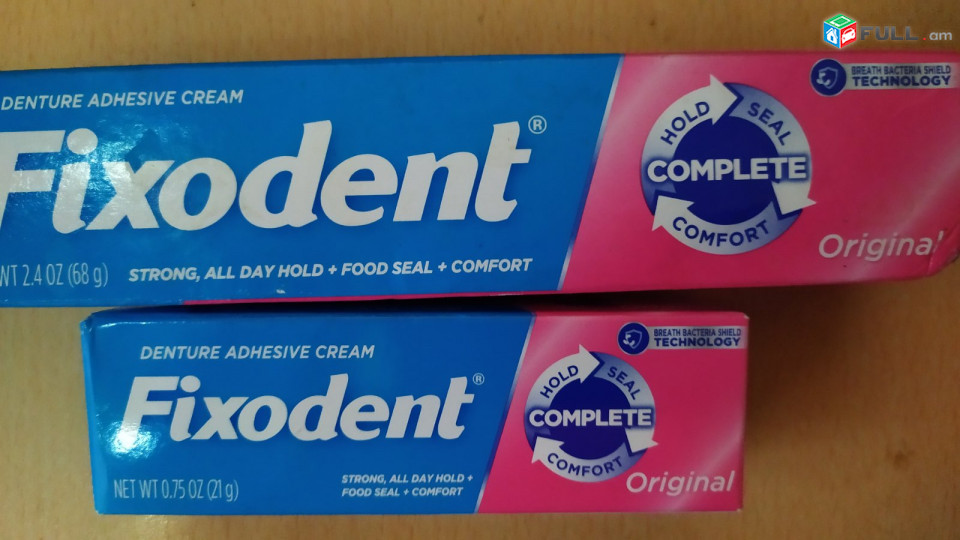 FULL.am
DENTURE ADHESIVE CREAM
Fixodent®
WT 2.4 OZ (68 g)
STRONG, ALL DAY HOLD + FOOD SEAL + COMFORT
BREATH BACTERIA SHIELD
TECHNOLOGY
HOLD
SEAL
COMPLETE
COMFORT
Original
DENTURE ADHESIVE CREAM
Fixodent®
NET WT 0.75 OZ (21 g)
STRONG, ALL DAY HOLD +
FOOD SEAL + COMFORT
BREATH BACTERIA SHIELD
TECHNOLOGY
HOLD
SEAL
COMPLETE
COMFORT
Original